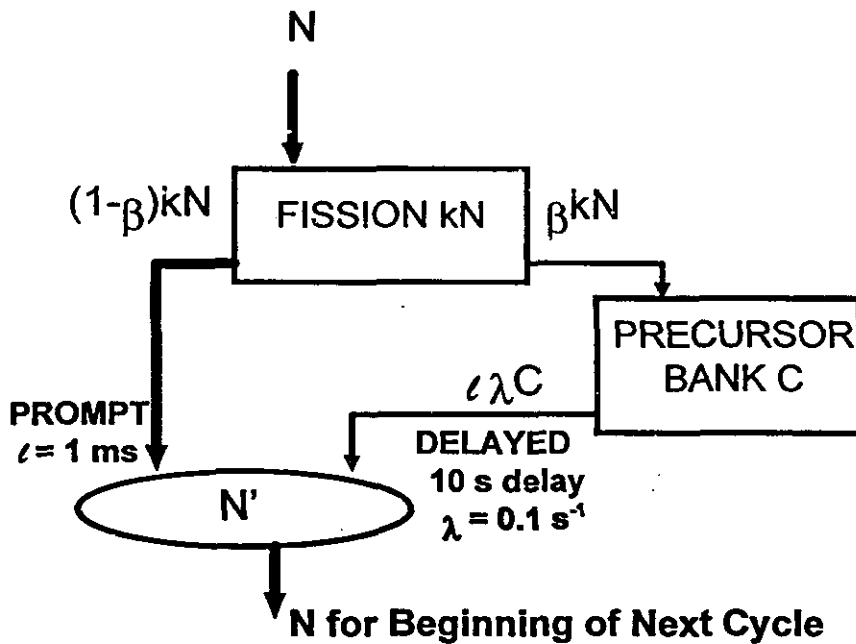 N
(1-β)kN
FISSION kN
βkN
PRECURSOR
BANK C
ℓλC
PROMPT
ℓ = 1 ms
DELAYED
10 s delay
λ = 0.1 s⁻¹
N'
N for Beginning of Next Cycle